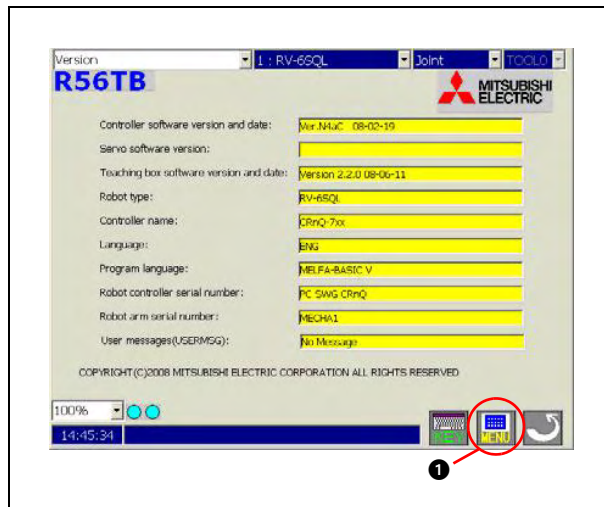 Version 1 : RV-6SQL Joint TOOL0
R56TB
MITSUBISHI
ELECTRIC
Controller software version and date: Ver.N4aC 08-02-19
Servo software version:
Teaching box software version and date: Version 2.2.0 08-06-11
Robot type: RV-6SQL
Controller name: CRnQ-7xx
Language: ENG
Program language: MELFA-BASIC V
Robot controller serial number: PC SWG CRnQ
Robot arm serial number: MECHA1
User messages(USERMSG): No Message
COPYRIGHT(C)2008 MITSUBISHI ELECTRIC CORPORATION ALL RIGHTS RESERVED
100%
14:45:34 KEY MENU
1